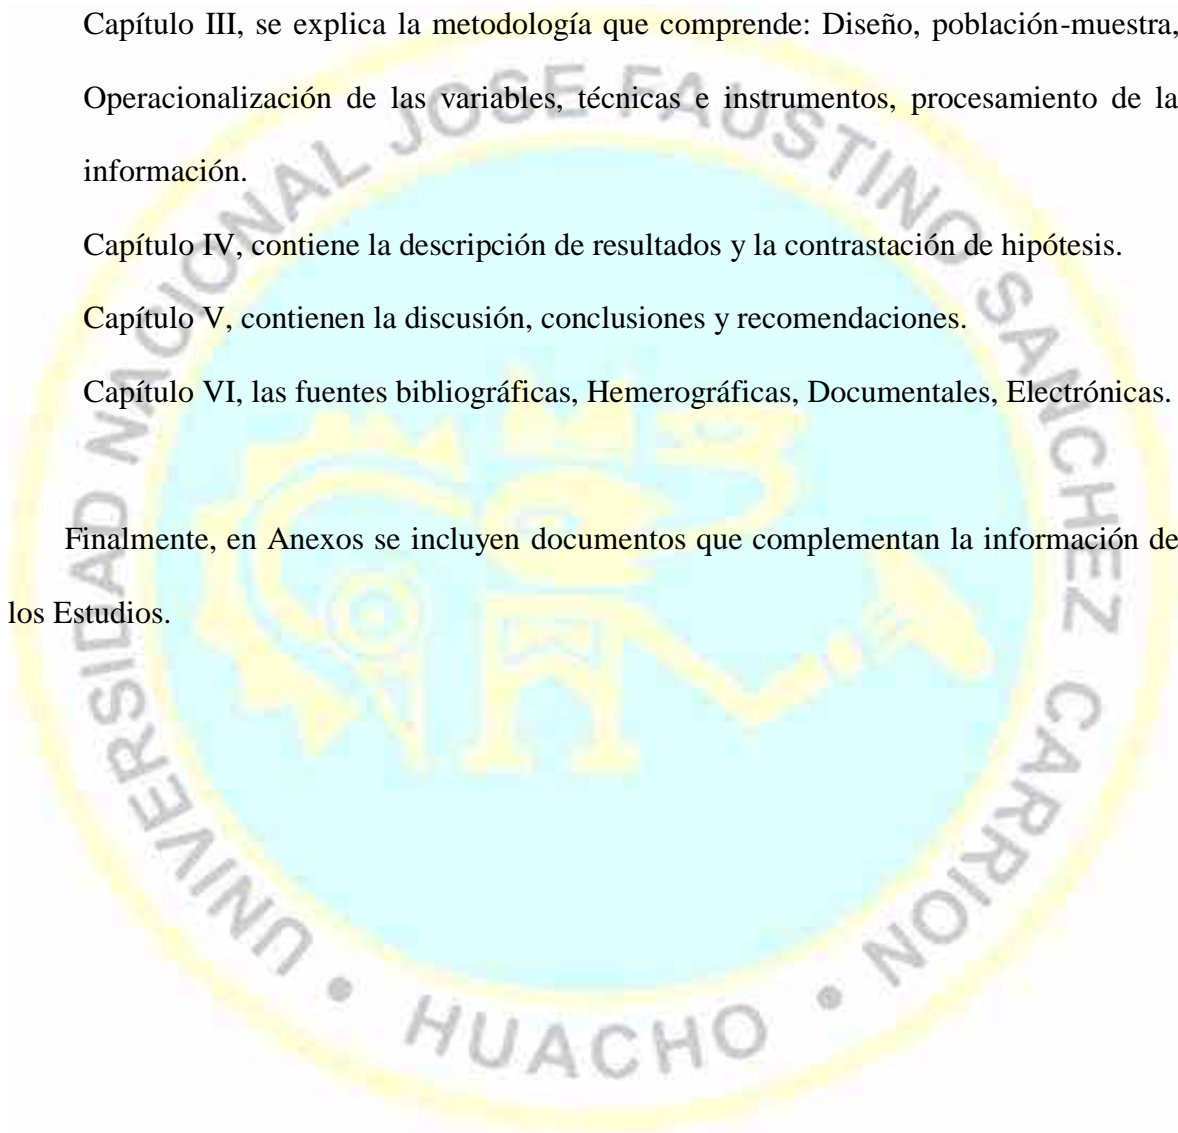 Capítulo III, se explica la metodología que comprende: Diseño, población-muestra,
Operacionalización de las variables, técnicas e instrumentos, procesamiento de la
información.
Capítulo IV, contiene la descripción de resultados y la contrastación de hipótesis.
Capítulo V, contienen la discusión, conclusiones y recomendaciones.
Capítulo VI, las fuentes bibliográficas, Hemerográficas, Documentales, Electrónicas.
Finalmente, en Anexos se incluyen documentos que complementan la información de
los Estudios.
UNIVERSIDAD NACIONAL JOSE FAUSTINO SANCHEZ CARRION
• HUACHO •